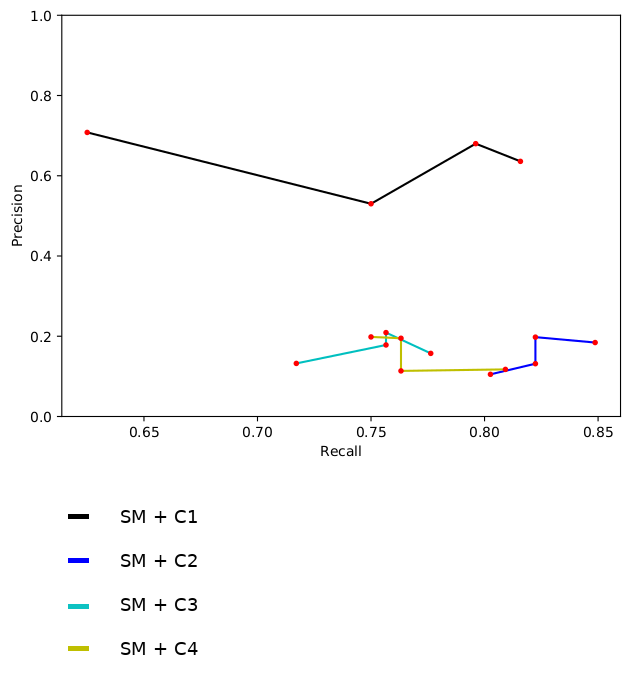 1.0
0.8
0.6
0.4
0.2
0.0
Precision
0.65 0.70 0.75 0.80 0.85
Recall
SM + C1
SM + C2
SM + C3
SM + C4